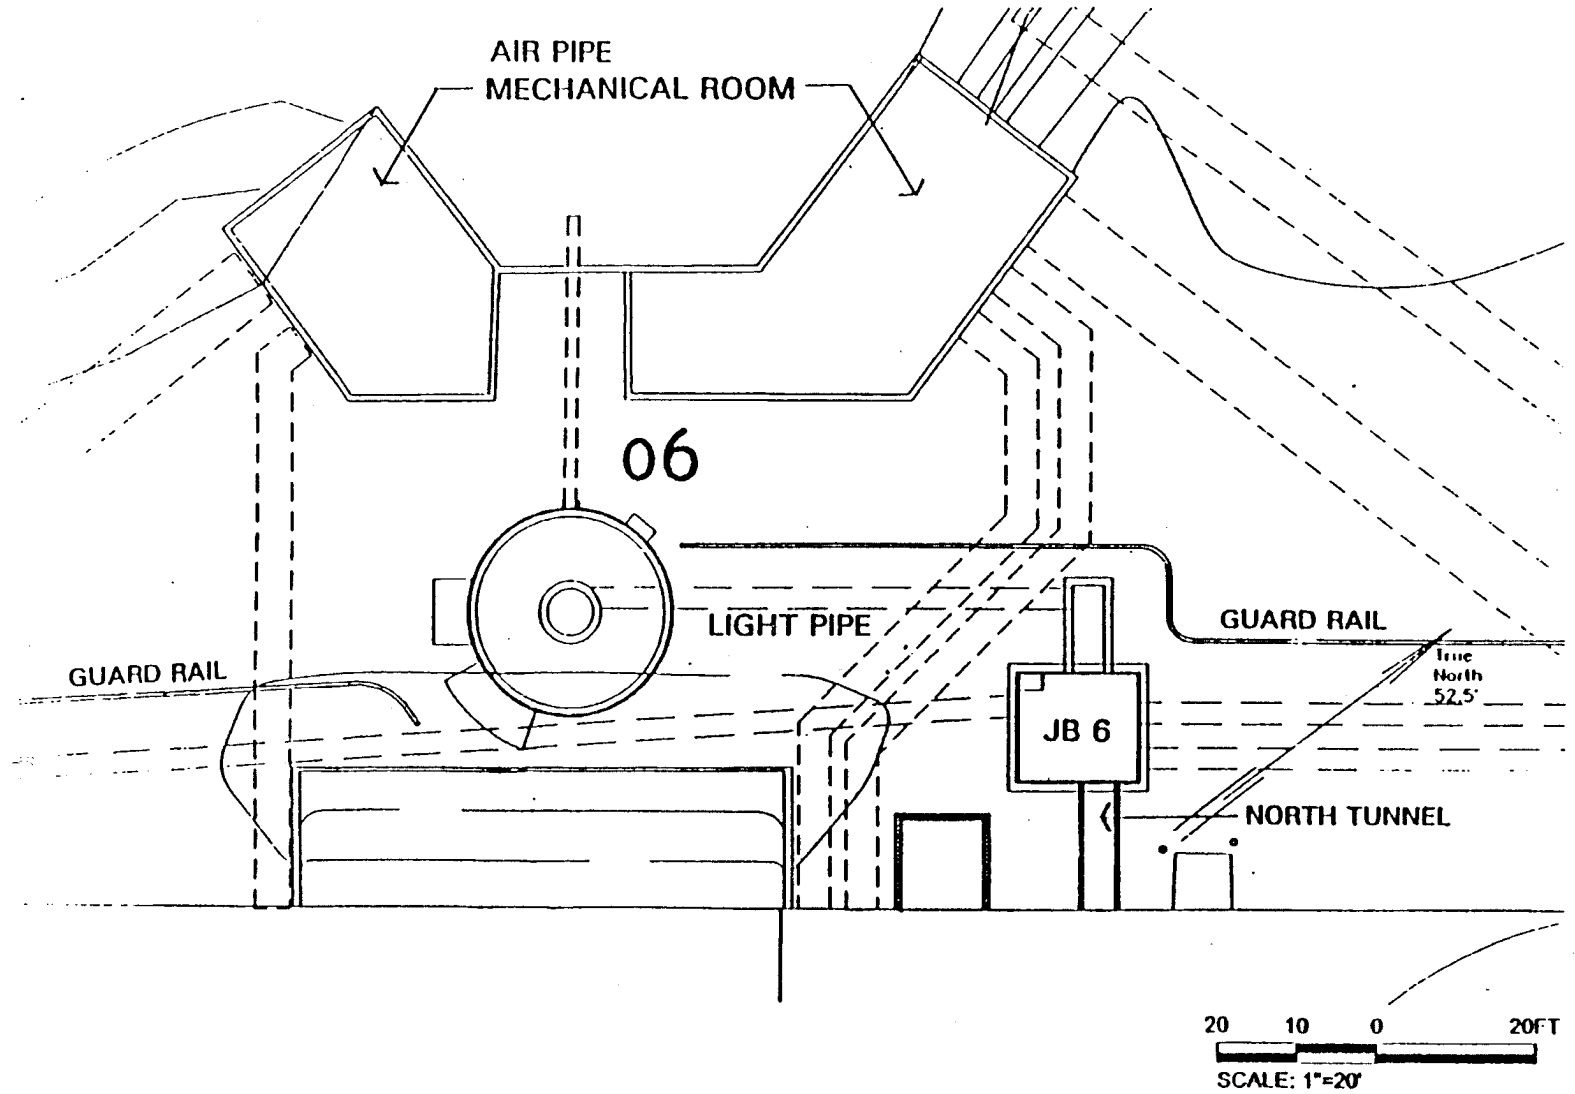 AIR PIPE
MECHANICAL ROOM
06
LIGHT PIPE
GUARD RAIL
GUARD RAIL
True
North
52.5'
JB 6
NORTH TUNNEL
20 10 0 20FT
SCALE: 1"=20'